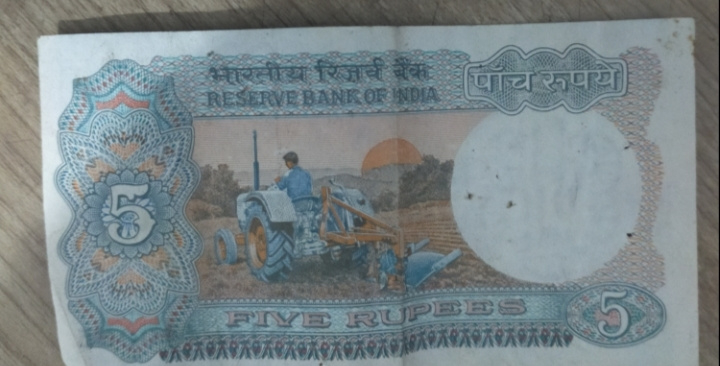 भारतीय रिज़र्व बैंक
पाँच रुपये
RESERVE BANK OF INDIA
5
FIVE RUPEES
5